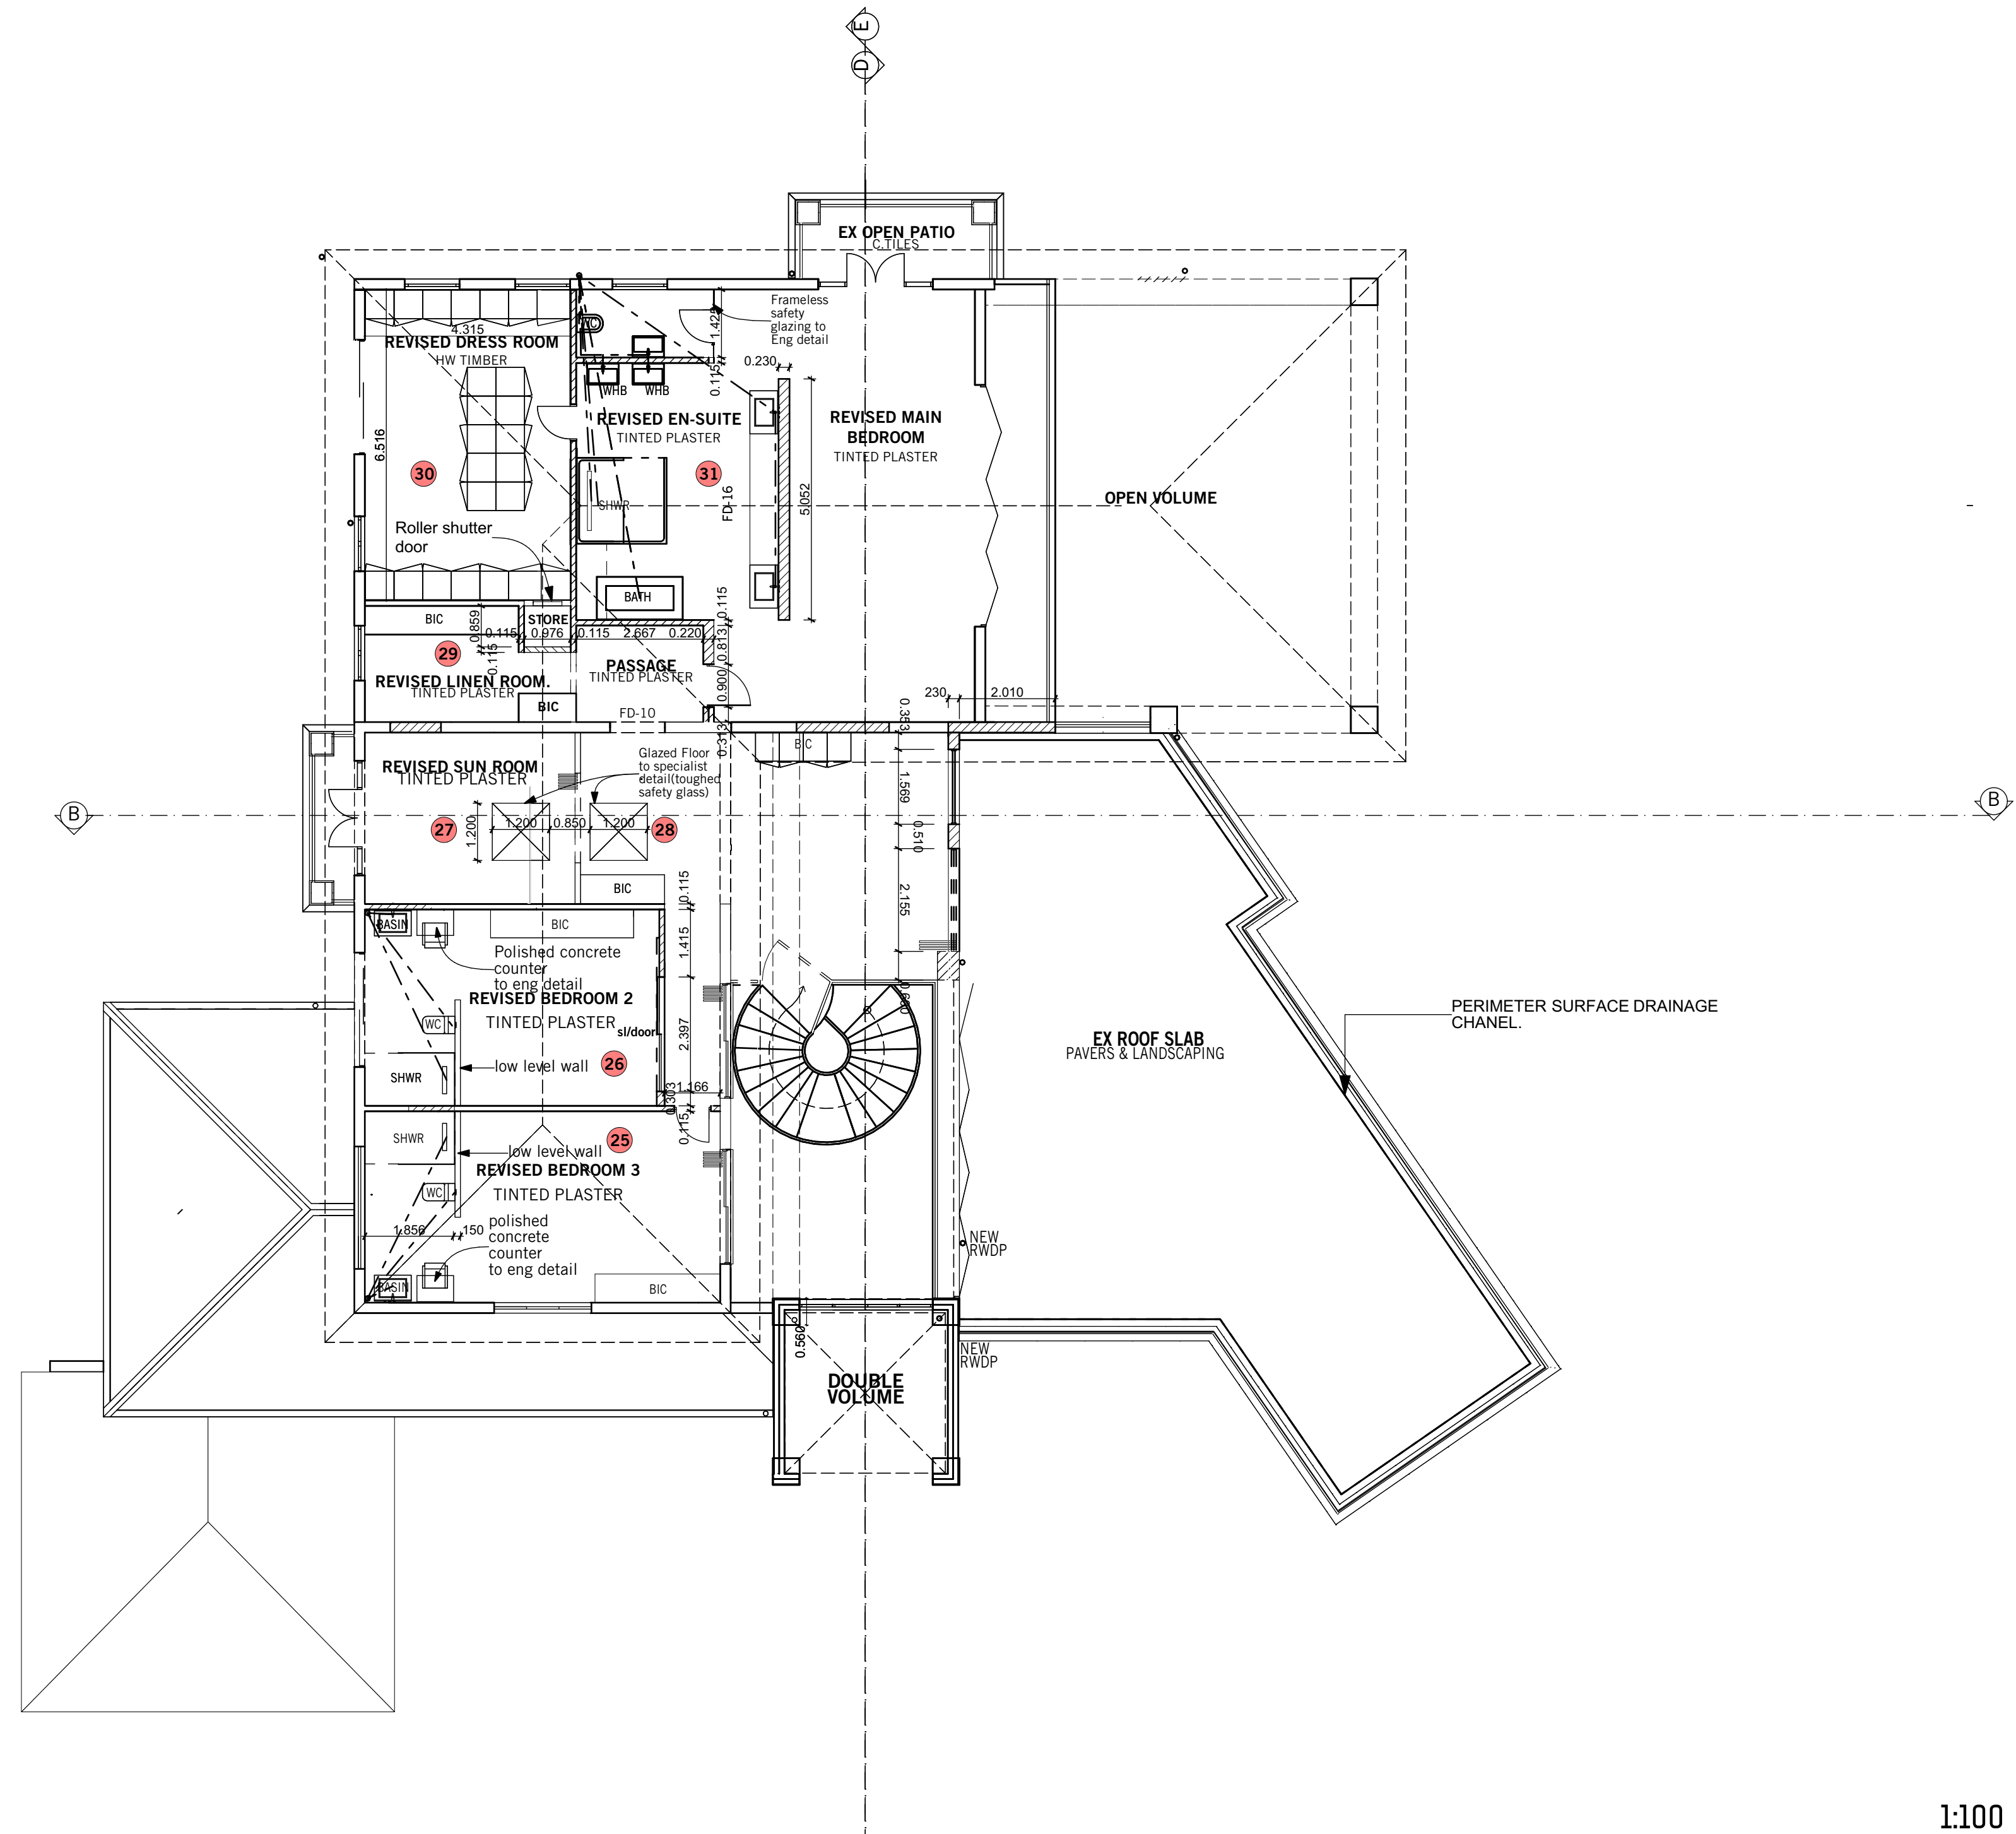 E
D
EX OPEN PATIO
C.TILES
Frameless
safety
glazing to
Eng detail
4.315
REVISED DRESS ROOM
HW TIMBER
WC
0.115
0.230
WHB
WHB
REVISED EN-SUITE
TINTED PLASTER
REVISED MAIN
BEDROOM
TINTED PLASTER
6.516
30
31
FD-16
5.052
SHWR
OPEN VOLUME
Roller shutter
door
BATH
BIC
STORE
0.859
0.115
0.976
0.115
2.667
0.220
0.115
0.813
29
0.115
PASSAGE
TINTED PLASTER
REVISED LINEN ROOM.
TINTED PLASTER
0.900
BIC
FD-10
230
2.010
0.353
0.313
BIC
REVISED SUN ROOM
TINTED PLASTER
Glazed Floor
to specialist
detail(toughed
safety glass)
1.569
B
B
27
1.200
1.200
0.850
1.200
28
0.510
BIC
0.115
2.155
BASIN
BIC
1.415
Polished concrete
counter
to eng detail
REVISED BEDROOM 2
TINTED PLASTER
WC
sl/door
2.397
26
low level wall
SHWR
1.166
0.303
0.115
PERIMETER SURFACE DRAINAGE
CHANEL.
EX ROOF SLAB
PAVERS & LANDSCAPING
25
SHWR
low level wall
REVISED BEDROOM 3
TINTED PLASTER
WC
1.856
150
polished
concrete
counter
to eng detail
BASIN
BIC
NEW
RWDP
0.560
NEW
RWDP
DOUBLE
VOLUME
1:100